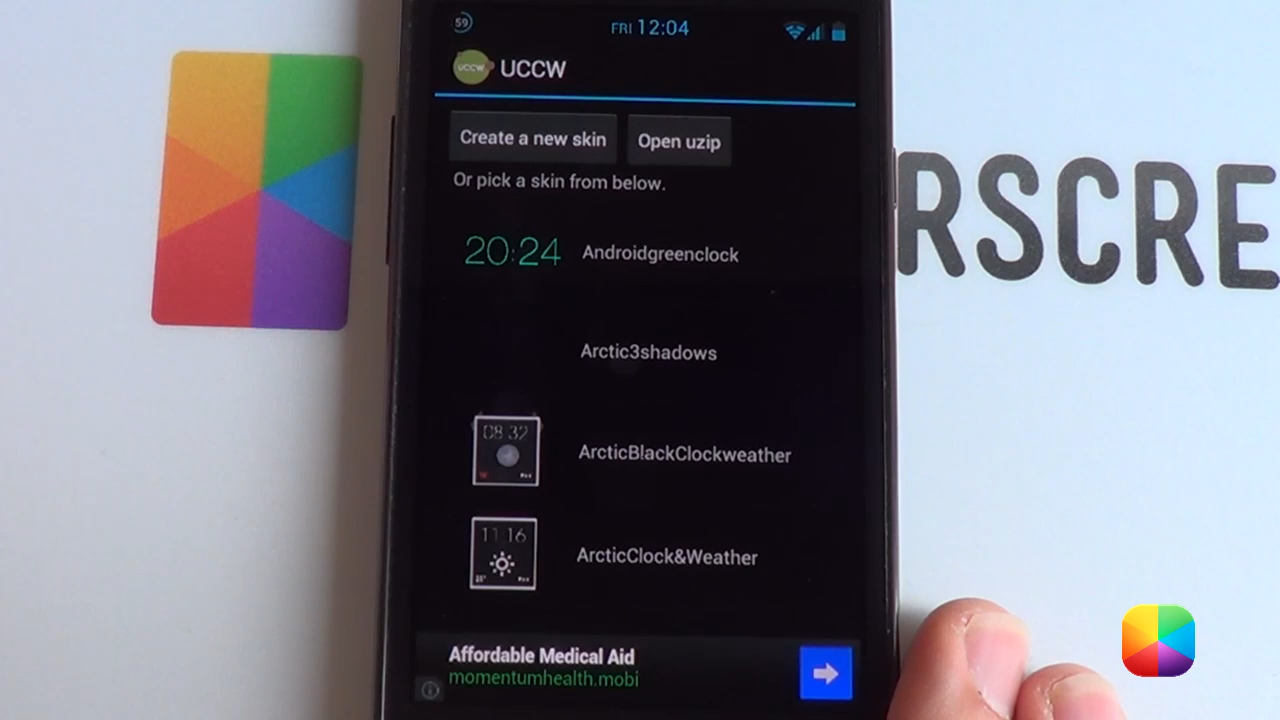 59
FRI 12:04
UCCW
UCCW
Create a new skin
Open uzip
Or pick a skin from below.
20:24
Androidgreenclock
RSCRE
Arctic3shadows
08 32
ArcticBlackClockweather
11 16
ArcticClock&Weather
Affordable Medical Aid
momentumhealth.mobi